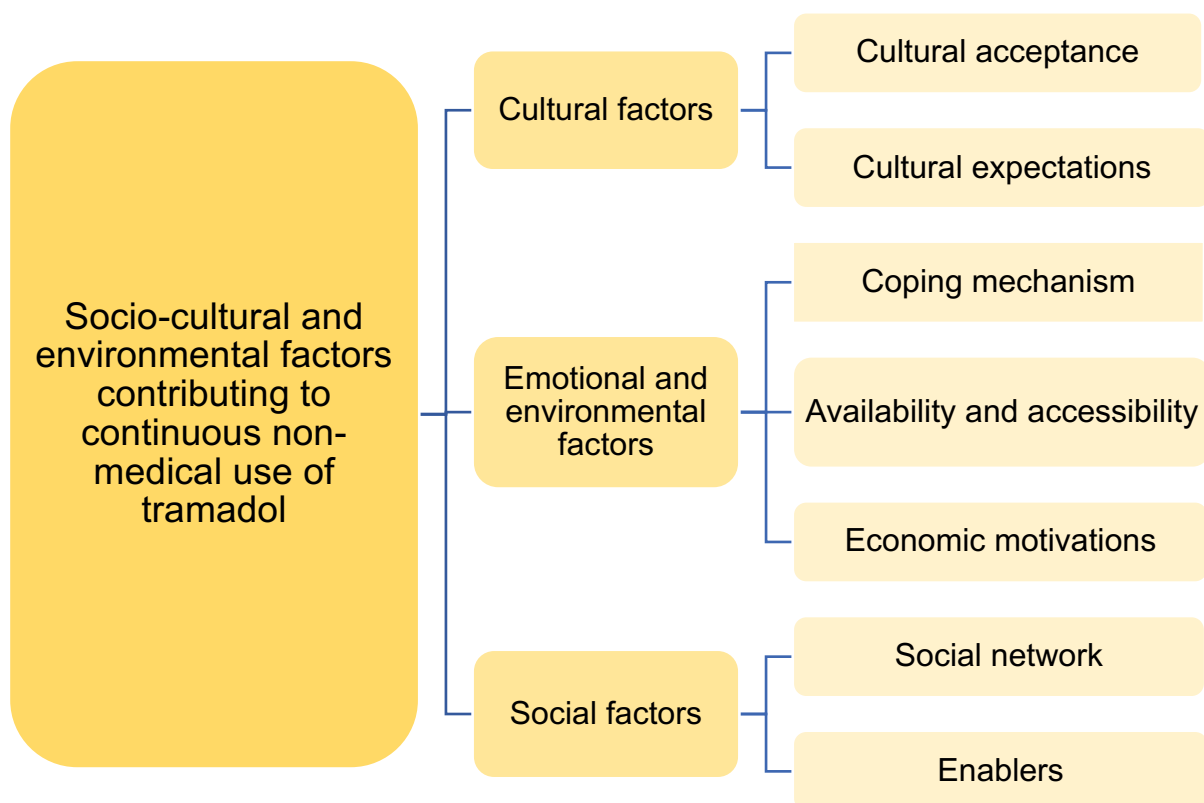 Socio-cultural and
environmental factors
contributing to
continuous non-
medical use of
tramadol
Cultural factors
Cultural acceptance
Cultural expectations
Emotional and
environmental
factors
Coping mechanism
Availability and accessibility
Economic motivations
Social factors
Social network
Enablers